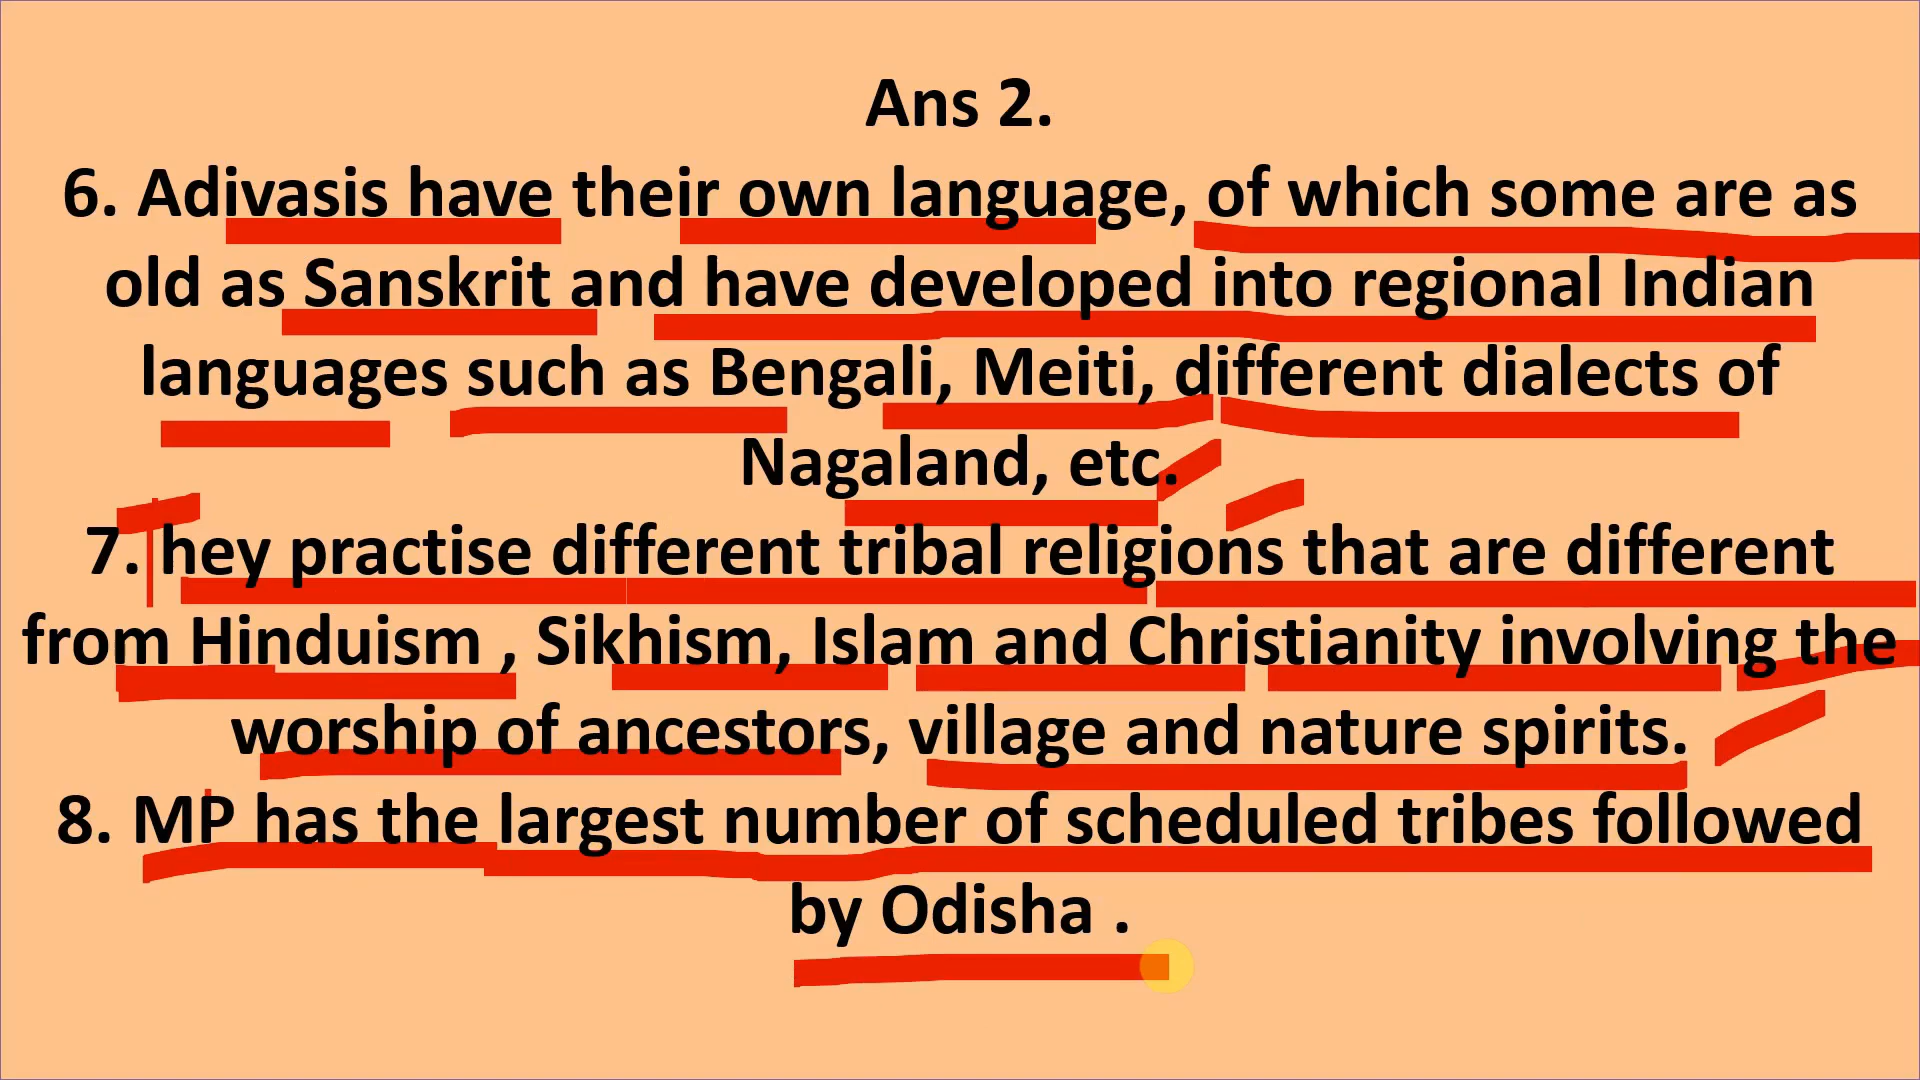 Ans 2.
6. Adivasis have their own language, of which some are as
old as Sanskrit and have developed into regional Indian
languages such as Bengali, Meiti, different dialects of
Nagaland, etc.
7. They practise different tribal religions that are different
from Hinduism , Sikhism, Islam and Christianity involving the
worship of ancestors, village and nature spirits.
8. MP has the largest number of scheduled tribes followed
by Odisha .